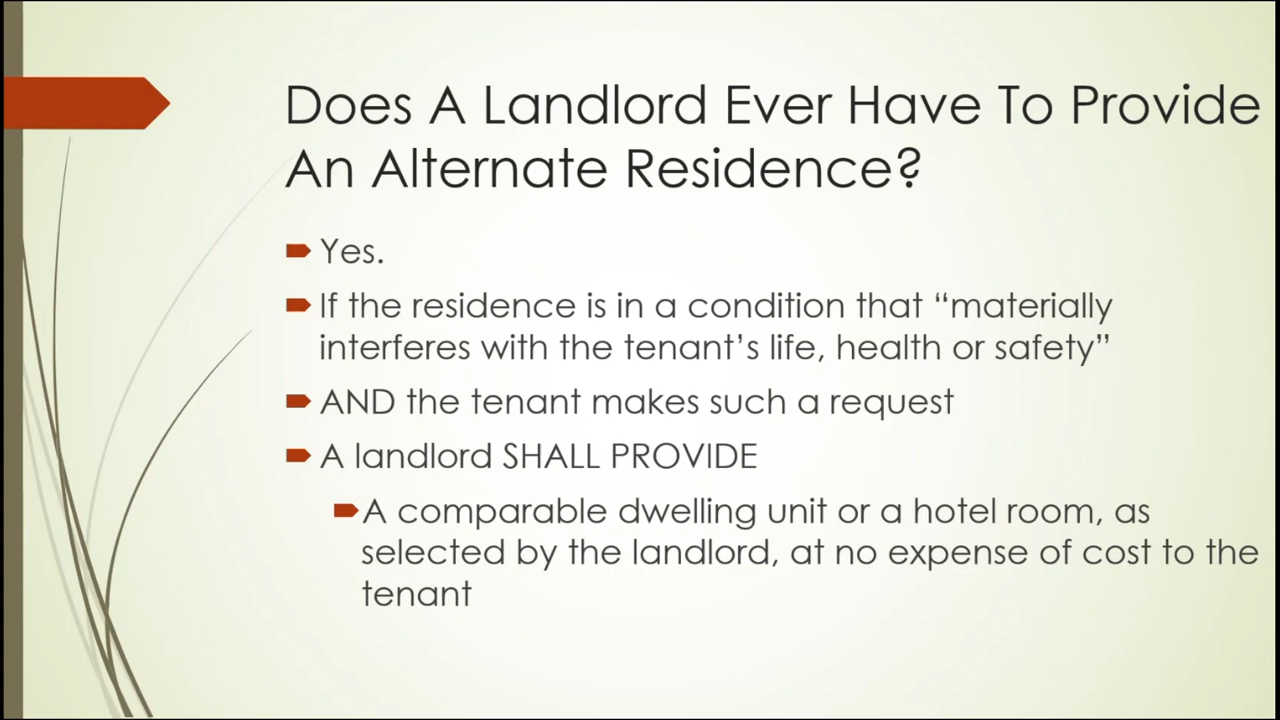 Does A Landlord Ever Have To Provide
An Alternate Residence?
Yes.
If the residence is in a condition that “materially
interferes with the tenant’s life, health or safety”
AND the tenant makes such a request
A landlord SHALL PROVIDE
A comparable dwelling unit or a hotel room, as
selected by the landlord, at no expense of cost to the
tenant